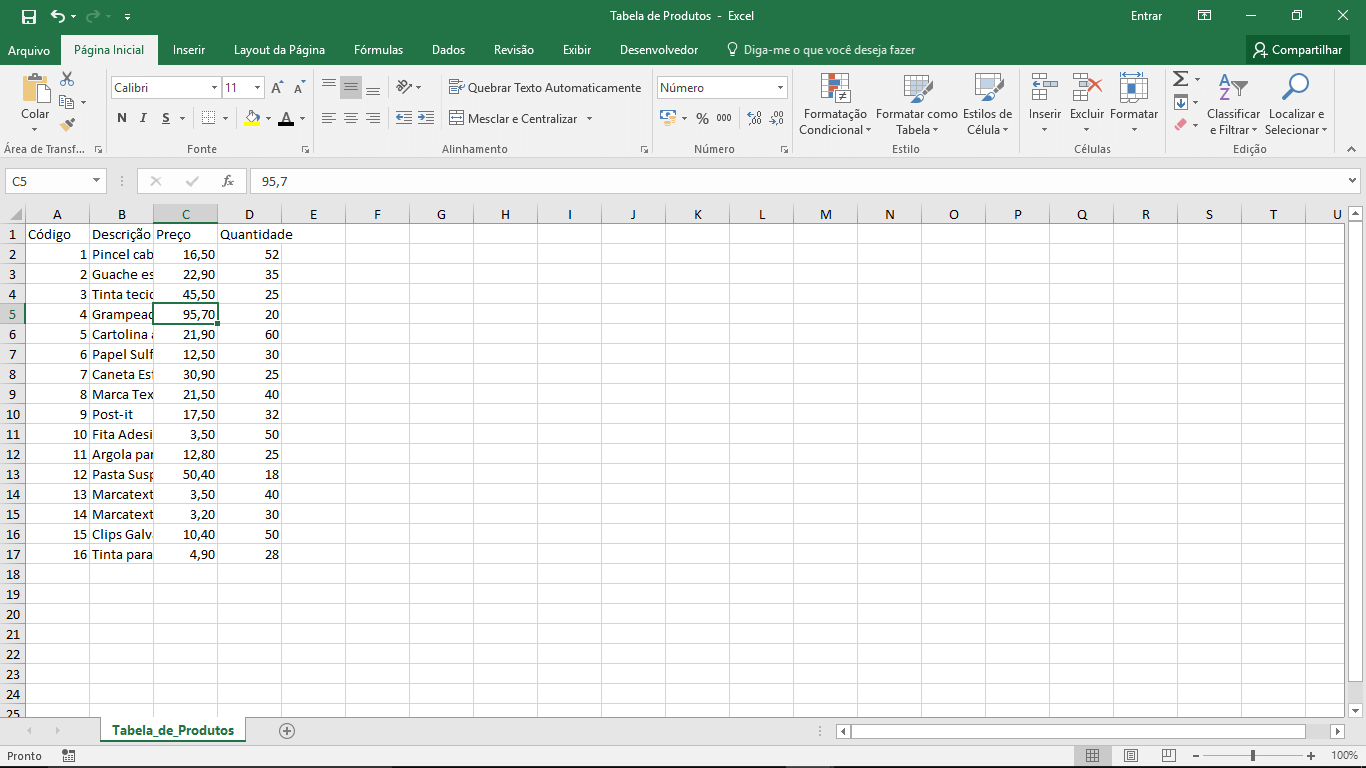 Tabela de Produtos - Excel
Entrar
Arquivo Página Inicial Inserir Layout da Página Fórmulas Dados Revisão Exibir Desenvolvedor Diga-me o que você deseja fazer Compartilhar
Colar
Área de Transf...
Calibri 11
N I S
Fonte
Quebrar Texto Automaticamente
Mesclar e Centralizar
Alinhamento
Número
% 000
Número
Formatação Condicional
Formatar como Tabela
Estilos de Célula
Estilo
Inserir Excluir Formatar
Células
Classificar e Filtrar
Localizar e Selecionar
Edição
C5 fx 95,7
A B C D E F G H I J K L M N O P Q R S T U
1 Código Descrição Preço Quantidade
2 1 Pincel cab 16,50 52
3 2 Guache es 22,90 35
4 3 Tinta tecid 45,50 25
5 4 Grampead 95,70 20
6 5 Cartolina a 21,90 60
7 6 Papel Sulf 12,50 30
8 7 Caneta Est 30,90 25
9 8 Marca Tex 21,50 40
10 9 Post-it 17,50 32
11 10 Fita Adesi 3,50 50
12 11 Argola par 12,80 25
13 12 Pasta Susp 50,40 18
14 13 Marcatext 3,50 40
15 14 Marcatext 3,20 30
16 15 Clips Galv 10,40 50
17 16 Tinta para 4,90 28
18
19
20
21
22
23
24
25
Tabela_de_Produtos
Pronto
100%